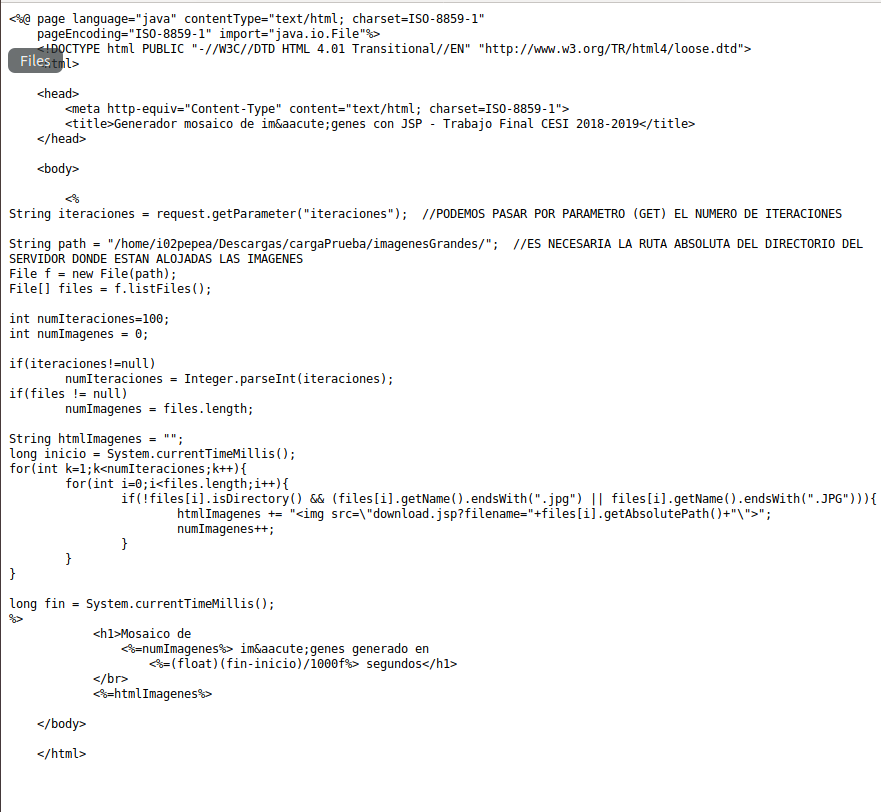 <%@ page language="java" contentType="text/html; charset=ISO-8859-1"
pageEncoding="ISO-8859-1" import="java.io.File"%>
<!DOCTYPE html PUBLIC "-//W3C//DTD HTML 4.01 Transitional//EN" "http://www.w3.org/TR/html4/loose.dtd">
Files
html>
<head>
<meta http-equiv="Content-Type" content="text/html; charset=ISO-8859-1">
<title>Generador mosaico de im&aacute;genes con JSP - Trabajo Final CESI 2018-2019</title>
</head>
<body>
<%
String iteraciones = request.getParameter("iteraciones");  //PODEMOS PASAR POR PARAMETRO (GET) EL NUMERO DE ITERACIONES
String path = "/home/i02pepea/Descargas/cargaPrueba/imagenesGrandes/";  //ES NECESARIA LA RUTA ABSOLUTA DEL DIRECTORIO DEL
SERVIDOR DONDE ESTAN ALOJADAS LAS IMAGENES
File f = new File(path);
File[] files = f.listFiles();
int numIteraciones=100;
int numImagenes = 0;
if(iteraciones!=null)
numIteraciones = Integer.parseInt(iteraciones);
if(files != null)
numImagenes = files.length;
String htmlImagenes = "";
long inicio = System.currentTimeMillis();
for(int k=1;k<numIteraciones;k++){
for(int i=0;i<files.length;i++){
if(!files[i].isDirectory() && (files[i].getName().endsWith(".jpg") || files[i].getName().endsWith(".JPG"))){
htmlImagenes += "<img src=\"download.jsp?filename="+files[i].getAbsolutePath()+"\">";
numImagenes++;
}
}
}
long fin = System.currentTimeMillis();
%>
<h1>Mosaico de
<%=numImagenes%> im&aacute;genes generado en
<%=(float)(fin-inicio)/1000f%> segundos</h1>
</br>
<%=htmlImagenes%>
</body>
</html>